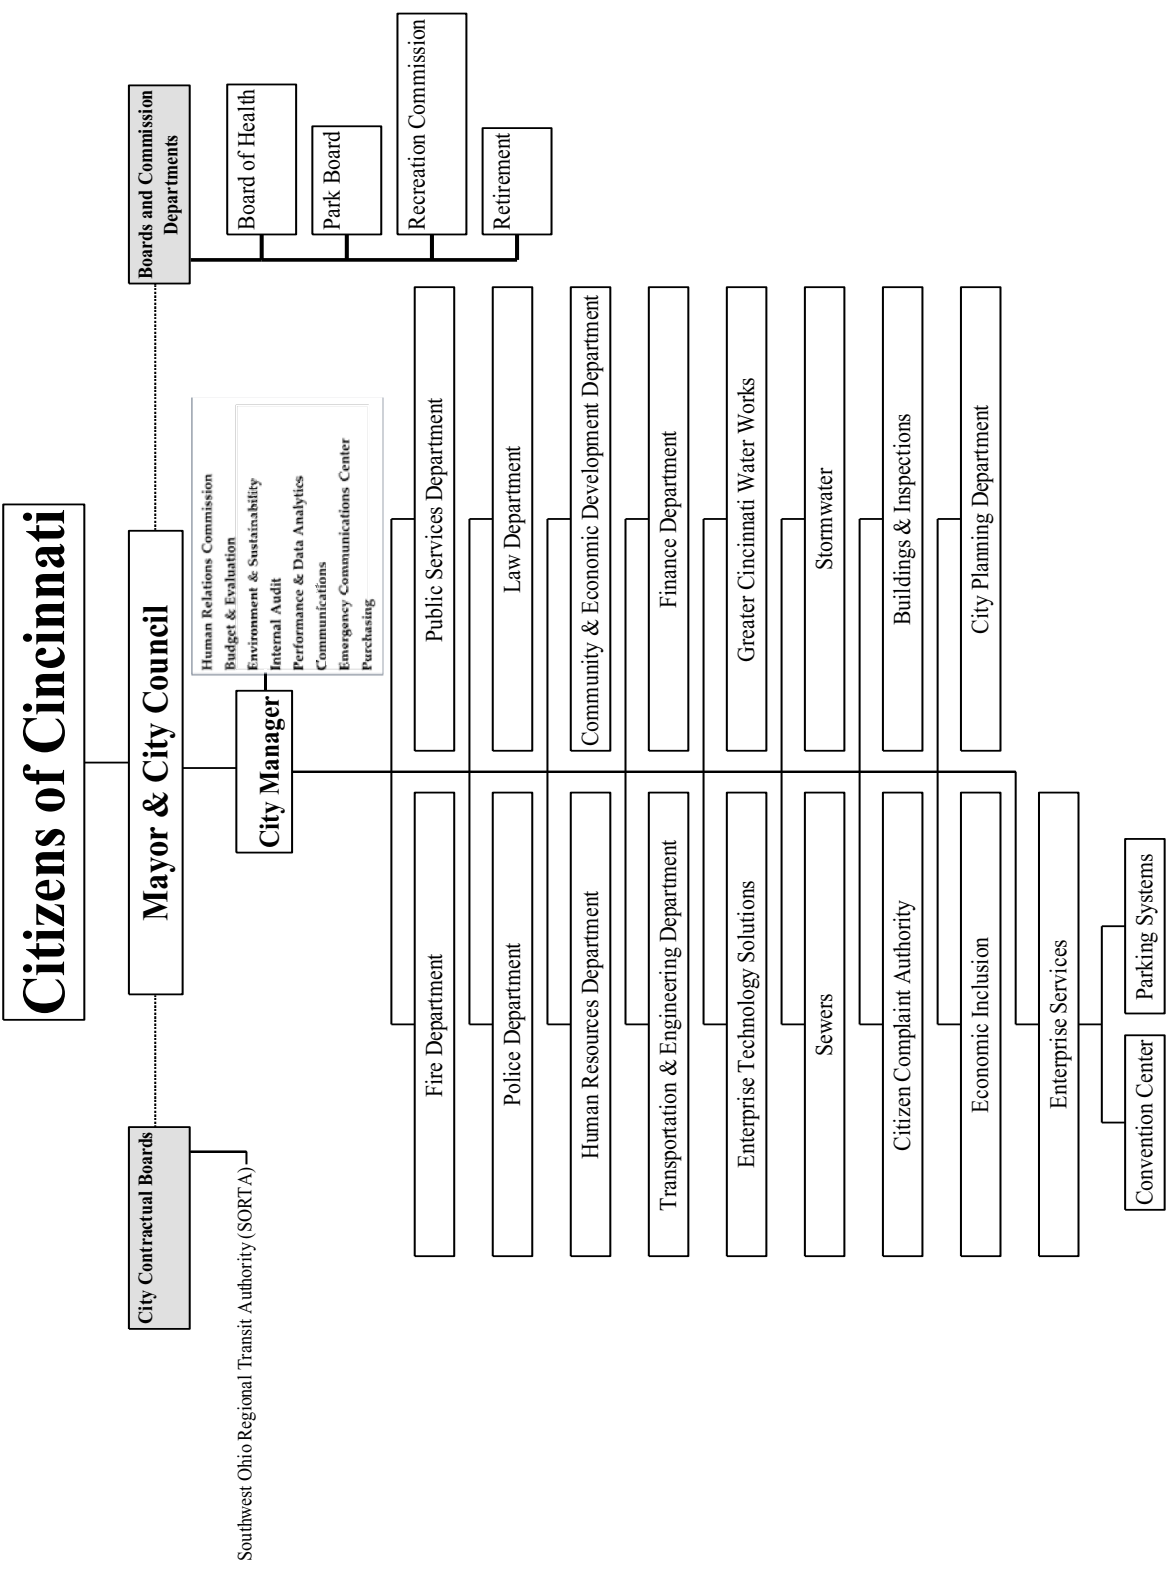 Citizens of Cincinnati
City Contractual Boards
Mayor & City Council
Boards and Commission
Departments
Southwest Ohio Regional Transit Authority (SORTA)
City Manager
Human Relations Commission
Budget & Evaluation
Environment & Sustainability
Internal Audit
Performance & Data Analytics
Communications
Emergency Communications Center
Purchasing
Board of Health
Park Board
Recreation Commission
Retirement
Fire Department
Public Services Department
Police Department
Law Department
Human Resources Department
Community & Economic Development Department
Transportation & Engineering Department
Finance Department
Enterprise Technology Solutions
Greater Cincinnati Water Works
Sewers
Stormwater
Citizen Complaint Authority
Buildings & Inspections
Economic Inclusion
City Planning Department
Enterprise Services
Convention Center
Parking Systems